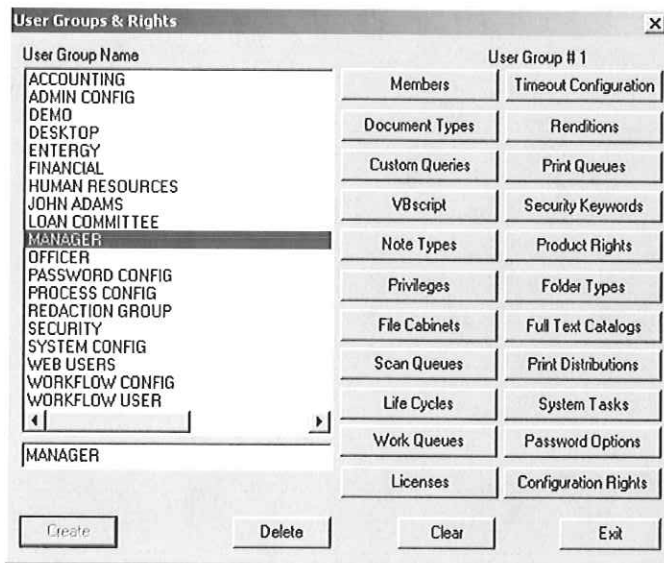 User Groups & Rights
User Group Name
User Group # 1
ACCOUNTING
ADMIN CONFIG
DEMO
DESKTOP
ENTERGY
FINANCIAL
HUMAN RESOURCES
JOHN ADAMS
LOAN COMMITTEE
MANAGER
OFFICER
PASSWORD CONFIG
PROCESS CONFIG
REDACTION GROUP
SECURITY
SYSTEM CONFIG
WEB USERS
WORKFLOW CONFIG
WORKFLOW USER
MANAGER
Members
Timeout Configuration
Document Types
Renditions
Custom Queries
Print Queues
VBscript
Security Keywords
Note Types
Product Rights
Privileges
Folder Types
File Cabinets
Full Text Catalogs
Scan Queues
Print Distributions
Life Cycles
System Tasks
Work Queues
Password Options
Licenses
Configuration Rights
Create
Delete
Clear
Exit